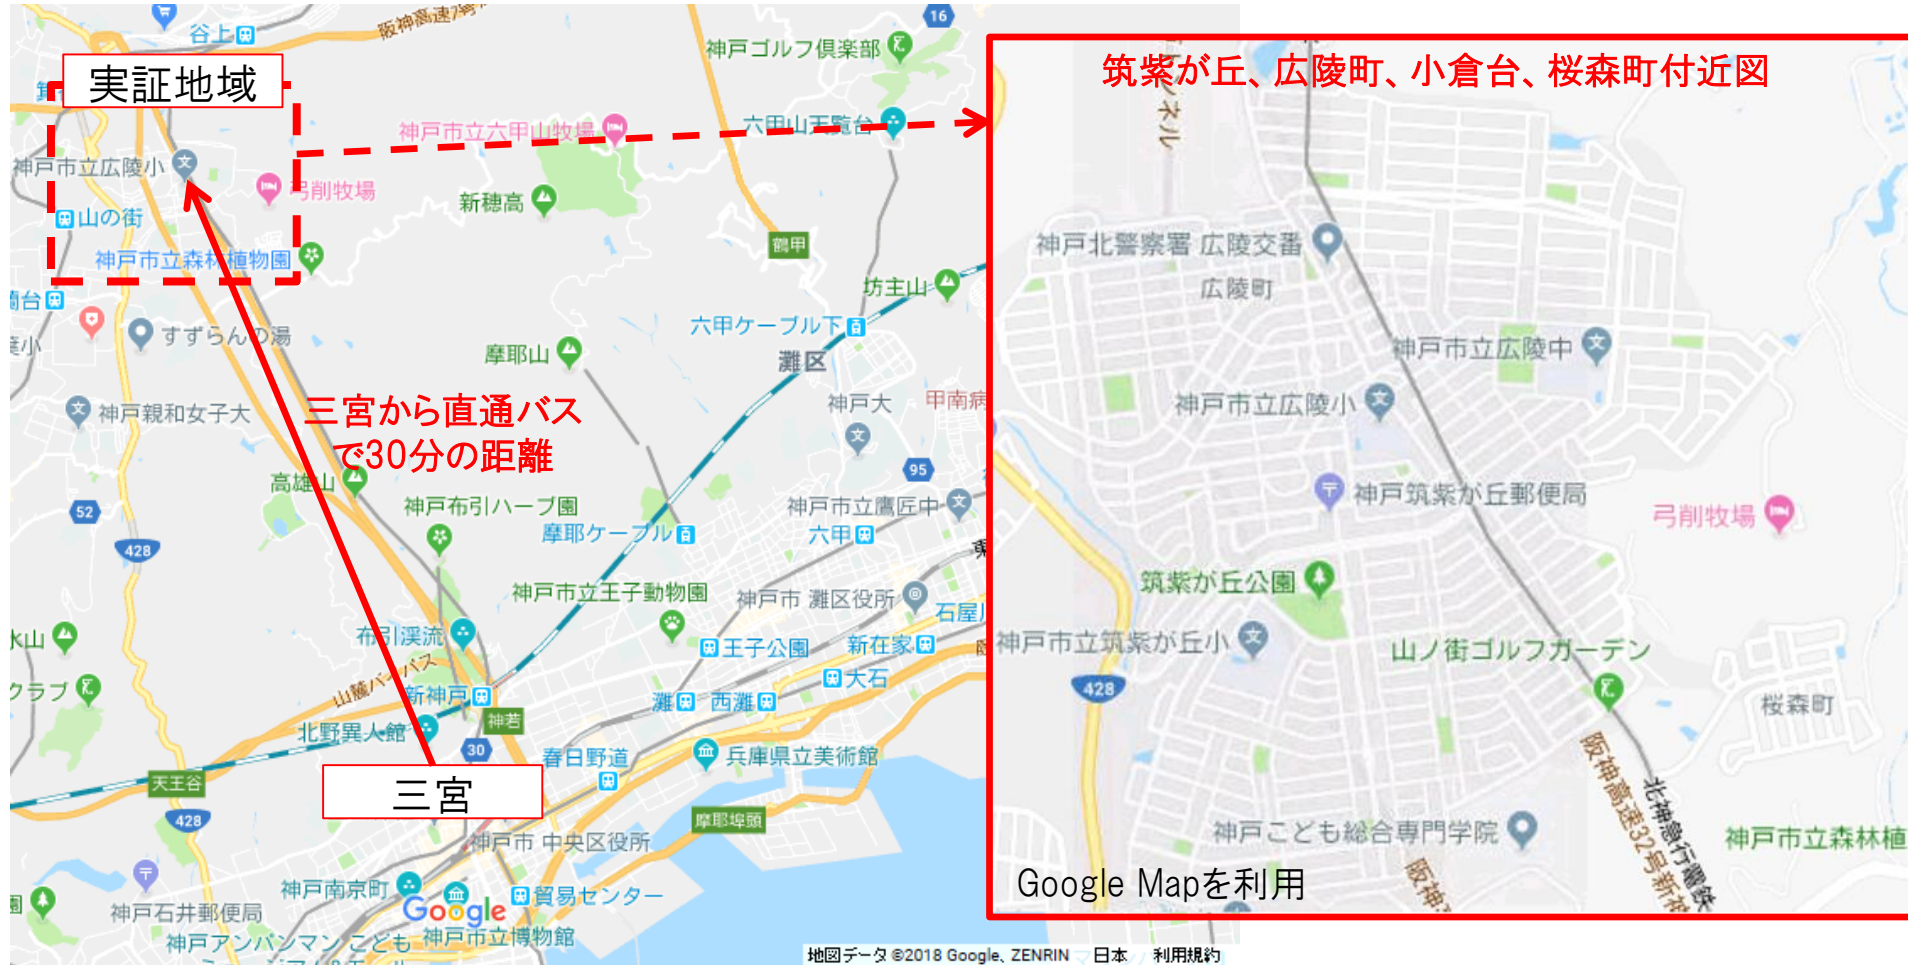 谷上
阪神高速7号
16
神戸ゴルフ倶楽部
実証地域
神戸市立六甲山牧場
六甲山天覧台
神戸市立広陵小
弓削牧場
新穂高
山の街
鶴甲
神戸市立森林植物園
坊主山
すずらんの湯
六甲ケーブル下
摩耶山
灘区
三宮から直通バス
で30分の距離
神戸親和女子大
神戸大
甲南病
高雄山
95
52
神戸布引ハーブ園
神戸市立鷹匠中
428
摩耶ケーブル
六甲
神戸市立王子動物園
神戸市 灘区役所
石屋川
布引渓流
王子公園
新在家
山麓バイパス
クラブ
新神戸
灘
西灘
大石
神若
北野異人館
30
春日野道
兵庫県立美術館
天王谷
三宮
428
摩耶埠頭
神戸市 中央区役所
神戸南京町
貿易センター
神戸石井郵便局
Google
神戸アンパンマンこども
神戸市立博物館
地図データ ©2018 Google、ZENRIN
日本
利用規約
筑紫が丘、広陵町、小倉台、桜森町付近図
トンネル
神戸北警察署 広陵交番
広陵町
神戸市立広陵中
神戸市立広陵小
神戸筑紫が丘郵便局
弓削牧場
筑紫が丘公園
神戸市立筑紫が丘小
山ノ街ゴルフガーデン
428
桜森町
阪神高速32号新神
北神急行電鉄
神戸こども総合専門学院
神戸市立森林植
阪神
Google Mapを利用